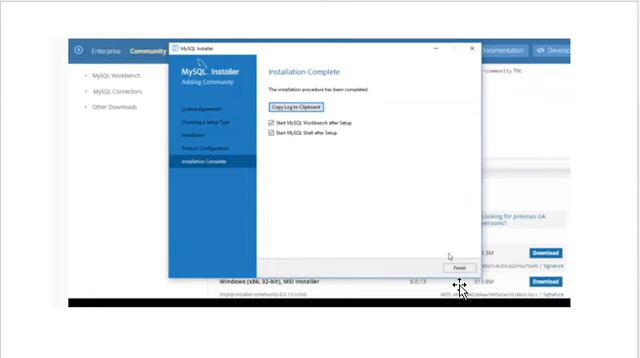 Enterprise
Community
Documentation
MySQL Workbench
MySQL Connectors
Other Downloads
MySQL Installer
MySQL. Installer
Adding Community
License Agreement
Choosing a Setup Type
Installation
Product Configuration
Installation Complete
Installation Complete
The installation procedure has been completed.
Copy Log to Clipboard
Start MySQL Workbench after Setup
Start MySQL Shell after Setup
Finish
Looking for previous GA
versions?
Download
Signature
Windows (x86, 32-bit), MSI Installer
8.0.13
313.8M
Download
Signature